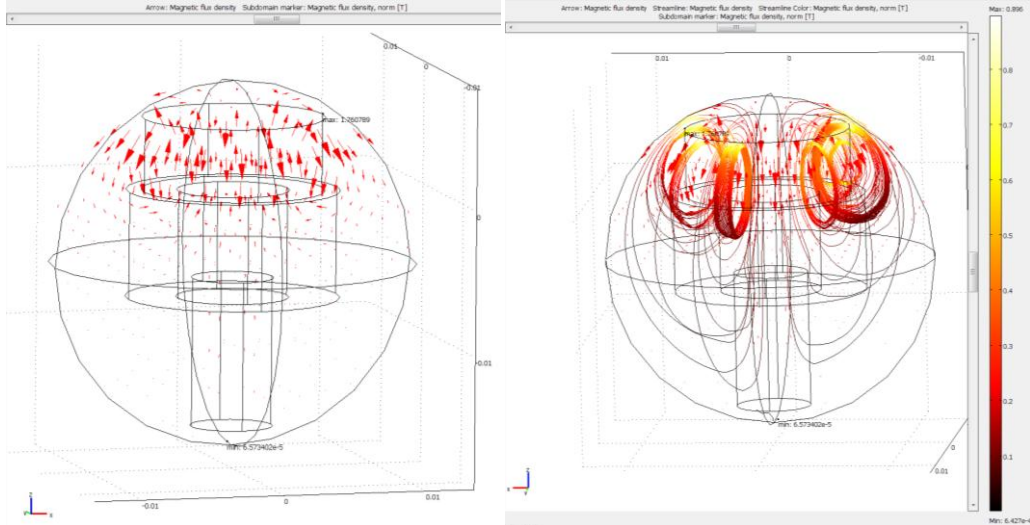 Arrow: Magnetic flux density Subdomain marker: Magnetic flux density, norm [T]
0.01
0
-0.01
max: 1.760789
0
-0.01
min: 6.573402e-5
-0.01
0
0.01
z
y
x
Arrow: Magnetic flux density Streamline: Magnetic flux density Streamline Color: Magnetic flux density, norm [T]
Subdomain marker: Magnetic flux density, norm [T]
Max: 0.896
0.01
0
-0.01
0.8
0.7
0.6
0.5
0.4
0.3
0.2
0.1
min: 6.573402e-5
0
-0.01
z
x
y